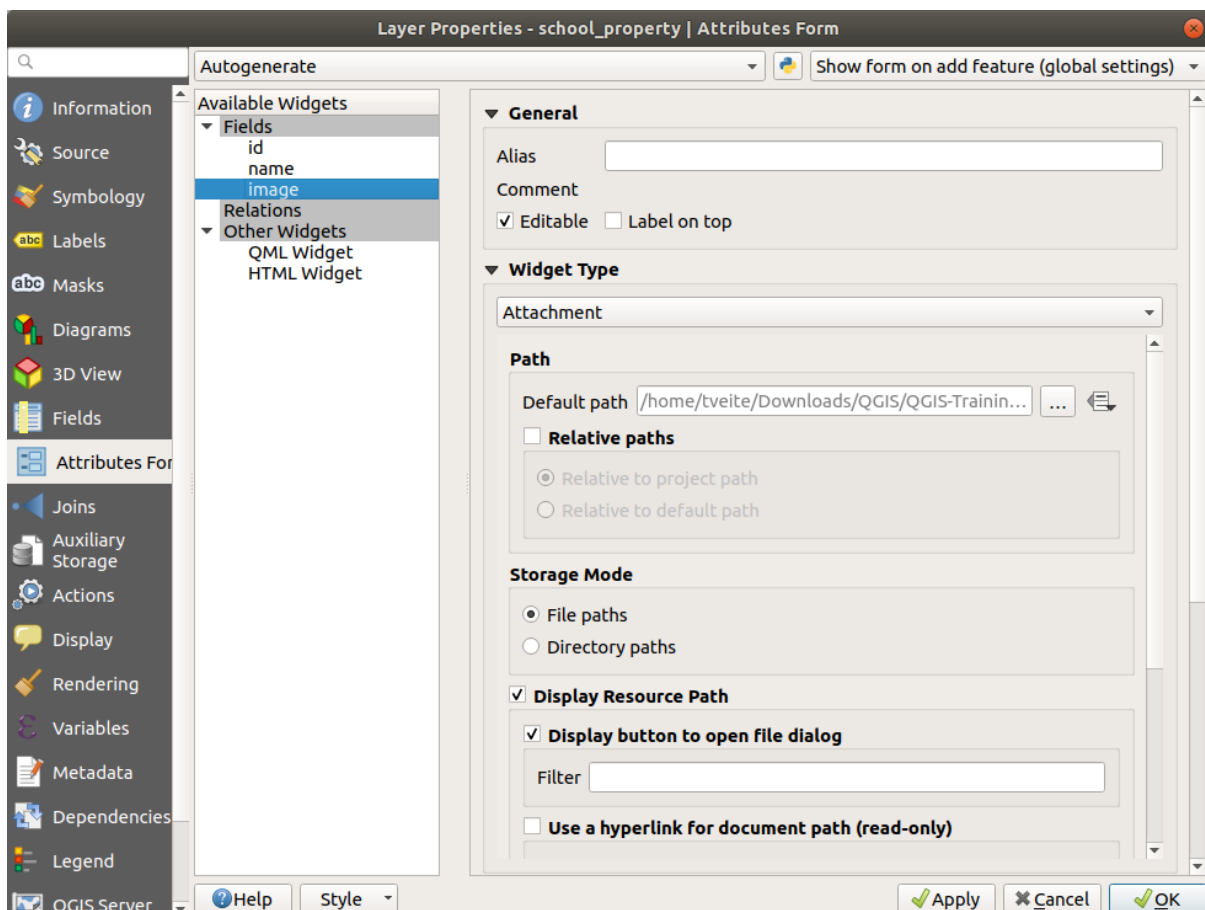 Layer Properties - school_property | Attributes Form
Autogenerate
Show form on add feature (global settings)
Information
Source
Symbology
abc Labels
abc Masks
Diagrams
3D View
Fields
Attributes For
Joins
Auxiliary
Storage
Actions
Display
Rendering
Variables
Metadata
Dependencies
Legend
QGIS Server
Available Widgets
Fields
id
name
image
Relations
Other Widgets
QML Widget
HTML Widget
General
Alias
Comment
Editable Label on top
Widget Type
Attachment
Path
Default path /home/tveite/Downloads/QGIS/QGIS-Trainin... ...
Relative paths
Relative to project path
Relative to default path
Storage Mode
File paths
Directory paths
Display Resource Path
Display button to open file dialog
Filter
Use a hyperlink for document path (read-only)
Help Style Apply Cancel OK